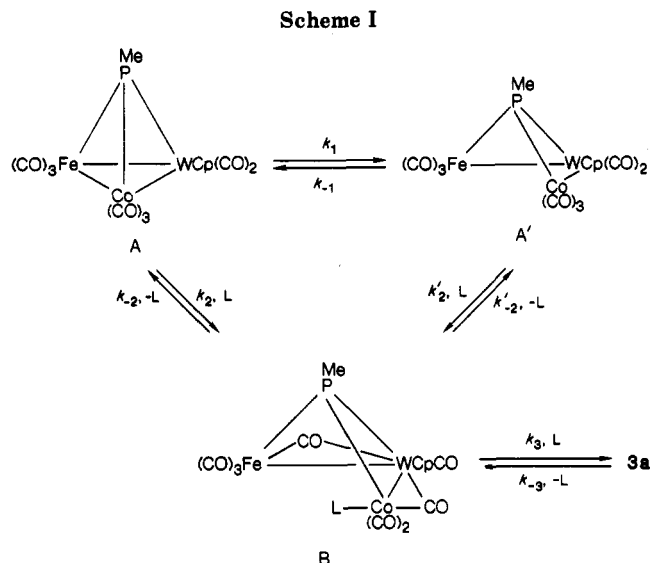 Scheme I
Me
P
(CO)₃Fe
WCp(CO)₂
Co
(CO)₃
A
k₁
k₋₁
Me
P
(CO)₃Fe
WCp(CO)₂
Co
(CO)₃
A'
k₋₂, -L
k₂, L
k'₂, L
k'₋₂, -L
Me
P
CO
(CO)₃Fe
WCpCO
L
Co
CO
(CO)₂
B
k₃, L
k₋₃, -L
3a